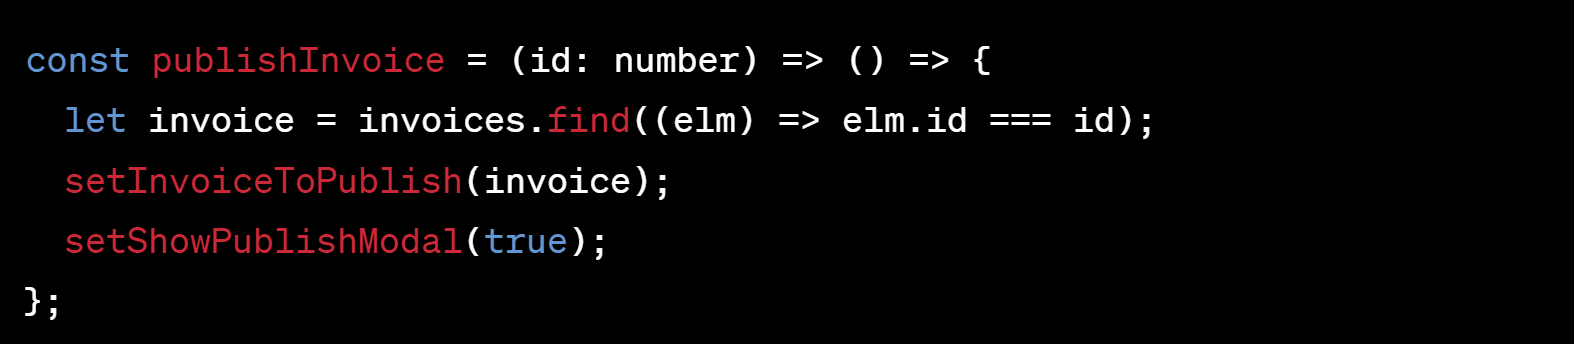 const publishInvoice = (id: number) => () => {
  let invoice = invoices.find((elm) => elm.id === id);
  setInvoiceToPublish(invoice);
  setShowPublishModal(true);
};